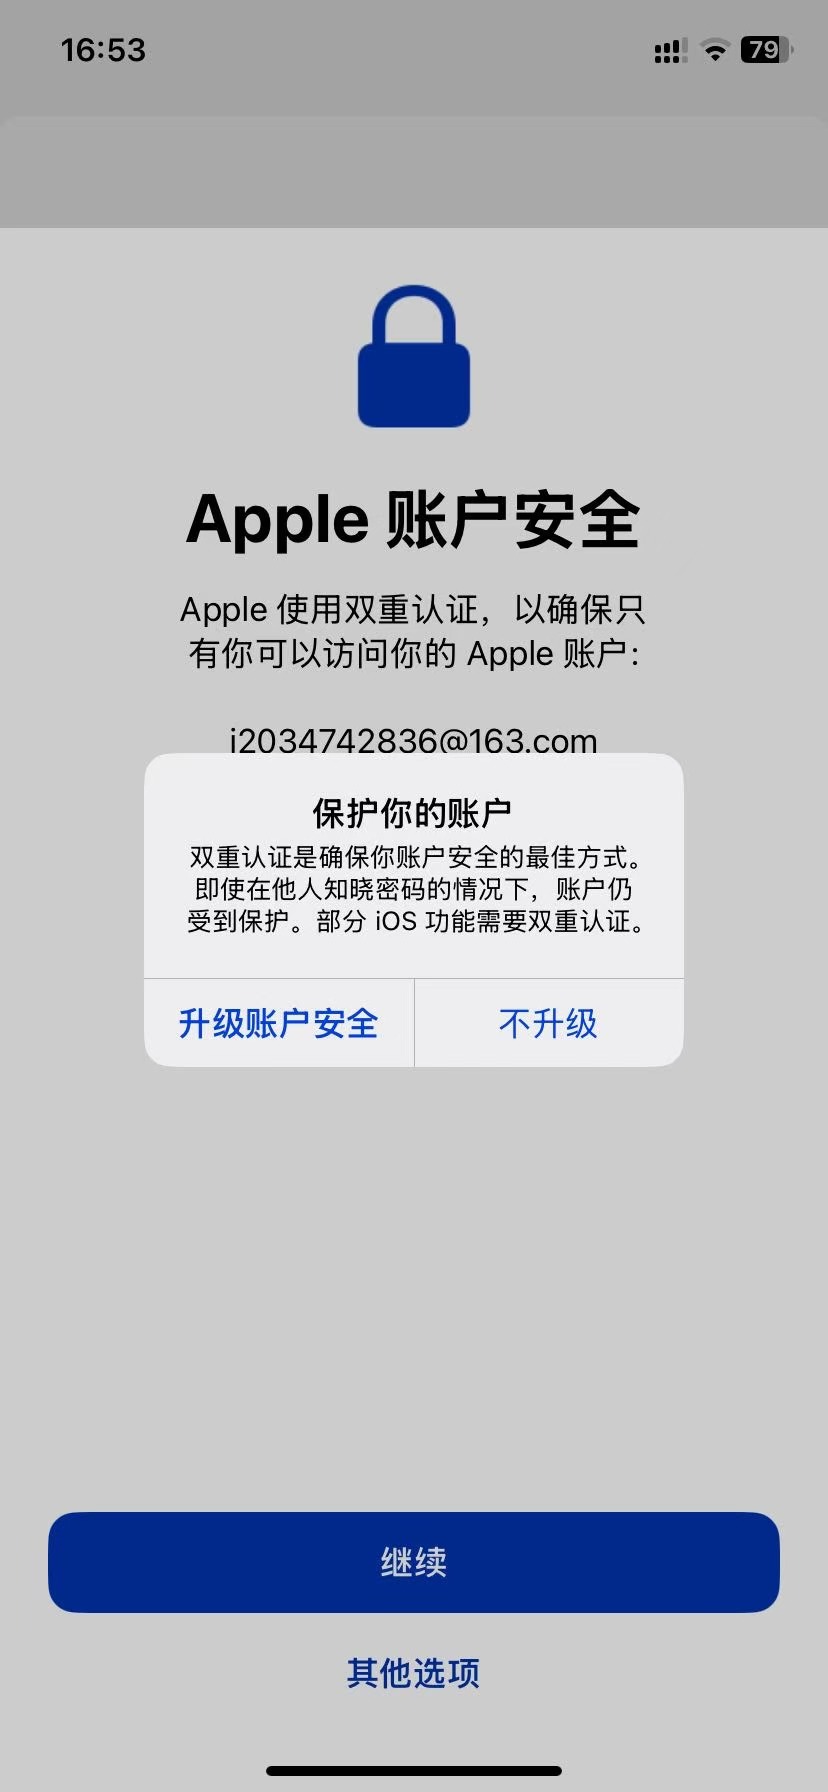 16:53
79
Apple 账户安全
Apple 使用双重认证，以确保只
有你可以访问你的 Apple 账户：
i2034742836@163.com
保护你的账户
双重认证是确保你账户安全的最佳方式。
即使在他人知晓密码的情况下，账户仍
受到保护。部分 iOS 功能需要双重认证。
升级账户安全
不升级
继续
其他选项